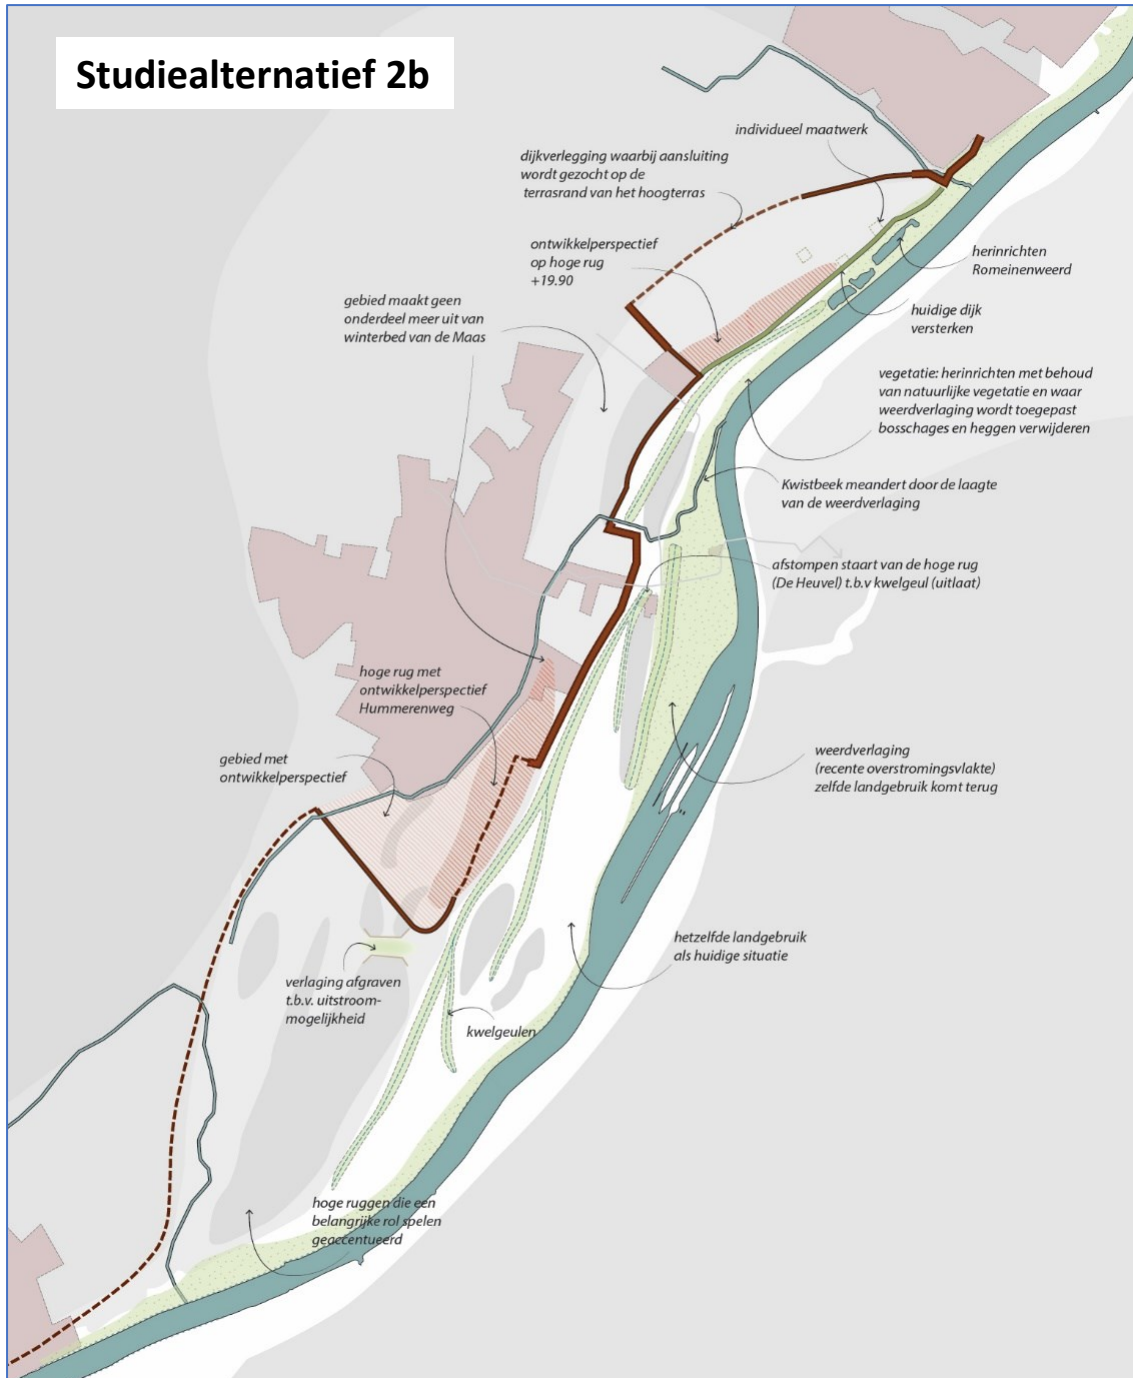 Studiealternatief 2b
individueel maatwerk
dijkverlegging waarbij aansluiting
wordt gezocht op de
terrasrand van het hoogterras
ontwikkelperspectief
op hoge rug
+19.90
herinrichten
Romeinenweerd
gebied maakt geen
onderdeel meer uit van
winterbed van de Maas
huidige dijk
versterken
vegetatie: herinrichten met behoud
van natuurlijke vegetatie en waar
weerdverlaging wordt toegepast
bosschages en heggen verwijderen
Kwistbeek meandert door de laagte
van de weerdverlaging
afstompen staart van de hoge rug
(De Heuvel) t.b.v kwelgeul (uitlaat)
hoge rug met
ontwikkelperspectief
Hummerenweg
gebied met
ontwikkelperspectief
weerdverlaging
(recente overstromingsvlakte)
zelfde landgebruik komt terug
hetzelfde landgebruik
als huidige situatie
verlaging afgraven
t.b.v. uitstroom-
mogelijkheid
kwelgeulen
hoge ruggen die een
belangrijke rol spelen
geaccentueerd